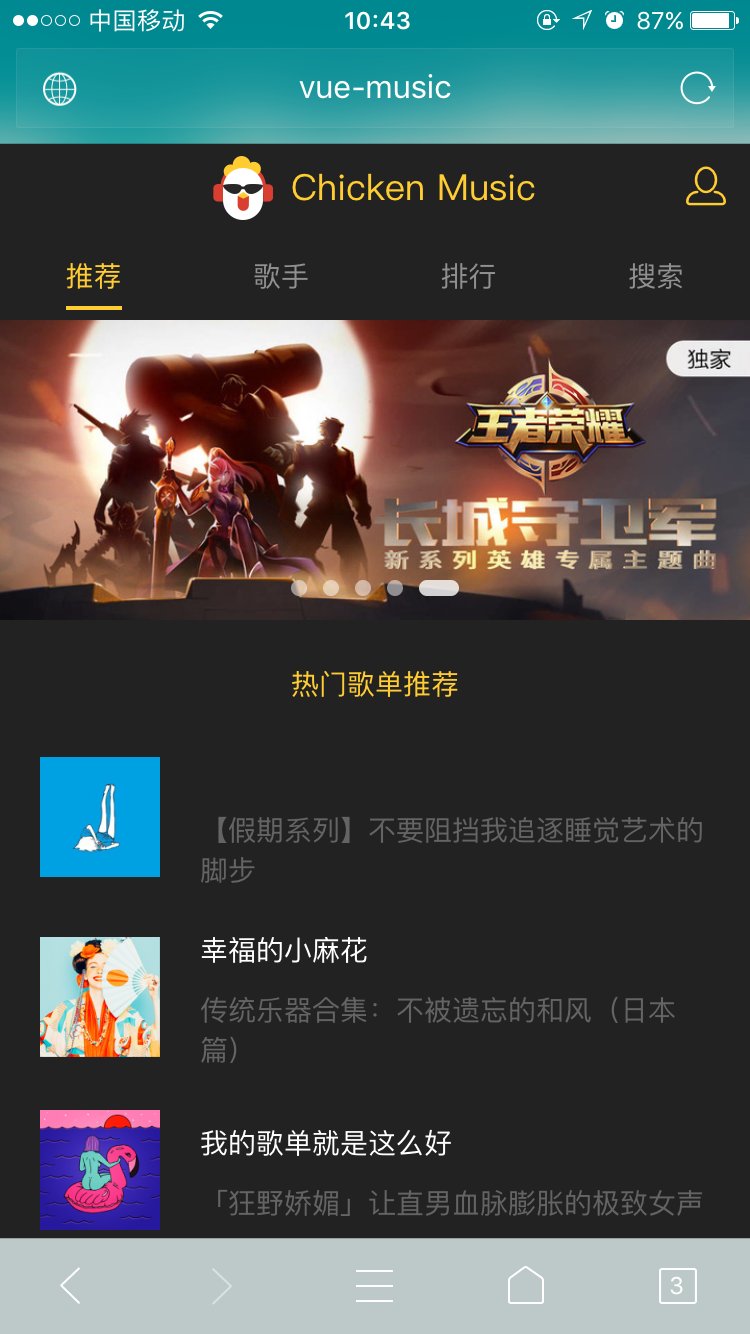 中国移动 10:43 87%
vue-music
Chicken Music
推荐 歌手 排行 搜索
独家
王者荣耀
长城守卫军
新系列英雄专属主题曲
热门歌单推荐
【假期系列】不要阻挡我追逐睡觉艺术的
脚步
幸福的小麻花
传统乐器合集：不被遗忘的和风（日本
篇）
我的歌单就是这么好
「狂野娇媚」让直男血脉膨胀的极致女声
3